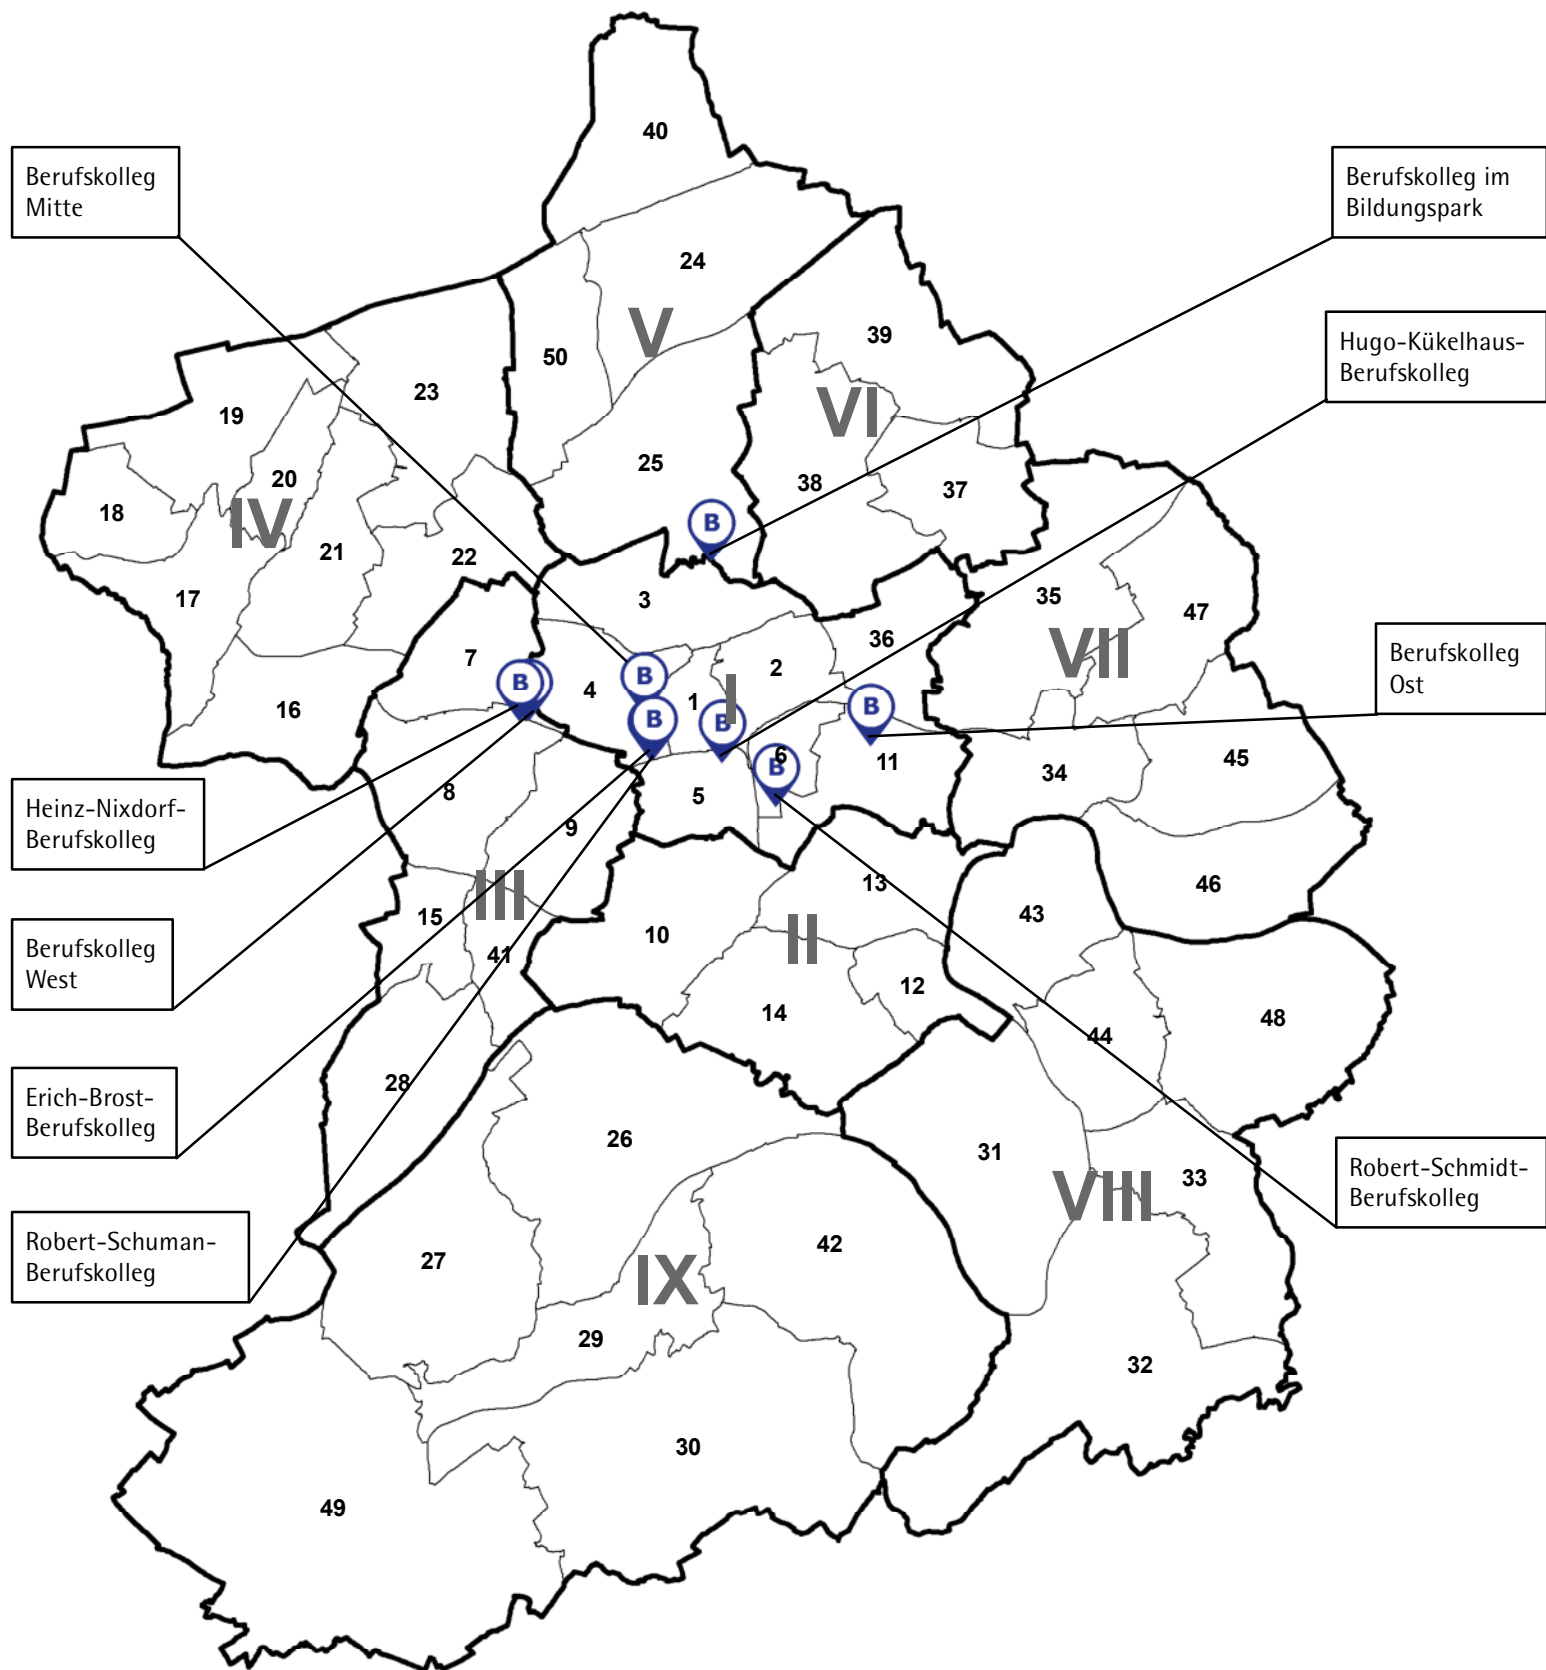 40
Berufskolleg
Mitte
Berufskolleg im
Bildungspark
24
V
39
50
Hugo-Kükelhaus-
Berufskolleg
23
19
VI
25
20
38
37
18
IV
B
21
22
17
3
35
47
36
7
2
VII
Berufskolleg
Ost
B
B
4
1
I
16
B
B
B
6
11
34
45
B
5
8
9
Heinz-Nixdorf-
Berufskolleg
13
46
III
15
43
10
II
Berufskolleg
West
41
12
14
48
44
28
Erich-Brost-
Berufskolleg
26
31
33
VIII
Robert-Schmidt-
Berufskolleg
42
Robert-Schuman-
Berufskolleg
27
IX
29
32
30
49